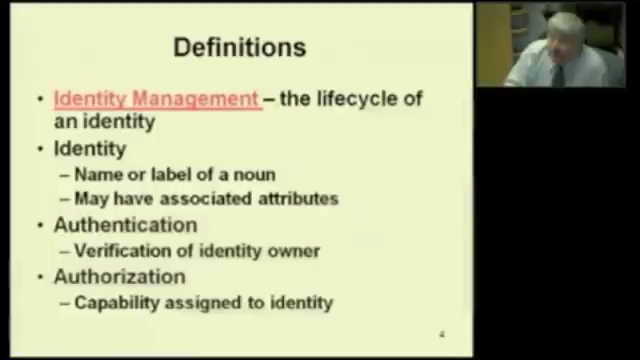 Definitions
• Identity Management – the lifecycle of
an identity
• Identity
– Name or label of a noun
– May have associated attributes
• Authentication
– Verification of identity owner
• Authorization
– Capability assigned to identity
4